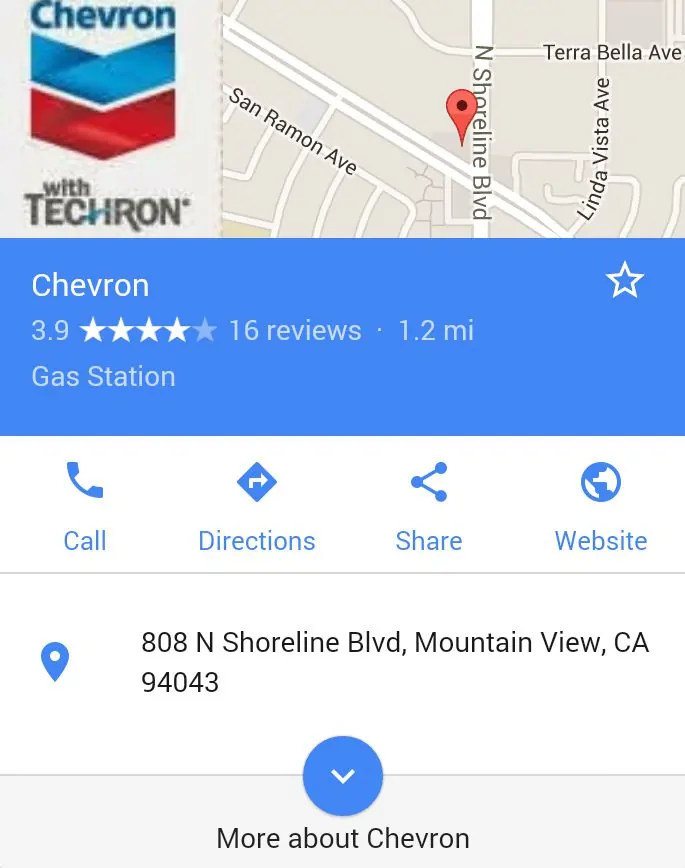 Chevron
with
TECHRON®
Terra Bella Ave
N Shoreline Blvd
San Ramon Ave
Linda Vista Ave
Chevron
3.9 ★★★★★ 16 reviews · 1.2 mi
Gas Station
Call
Directions
Share
Website
808 N Shoreline Blvd, Mountain View, CA
94043
More about Chevron